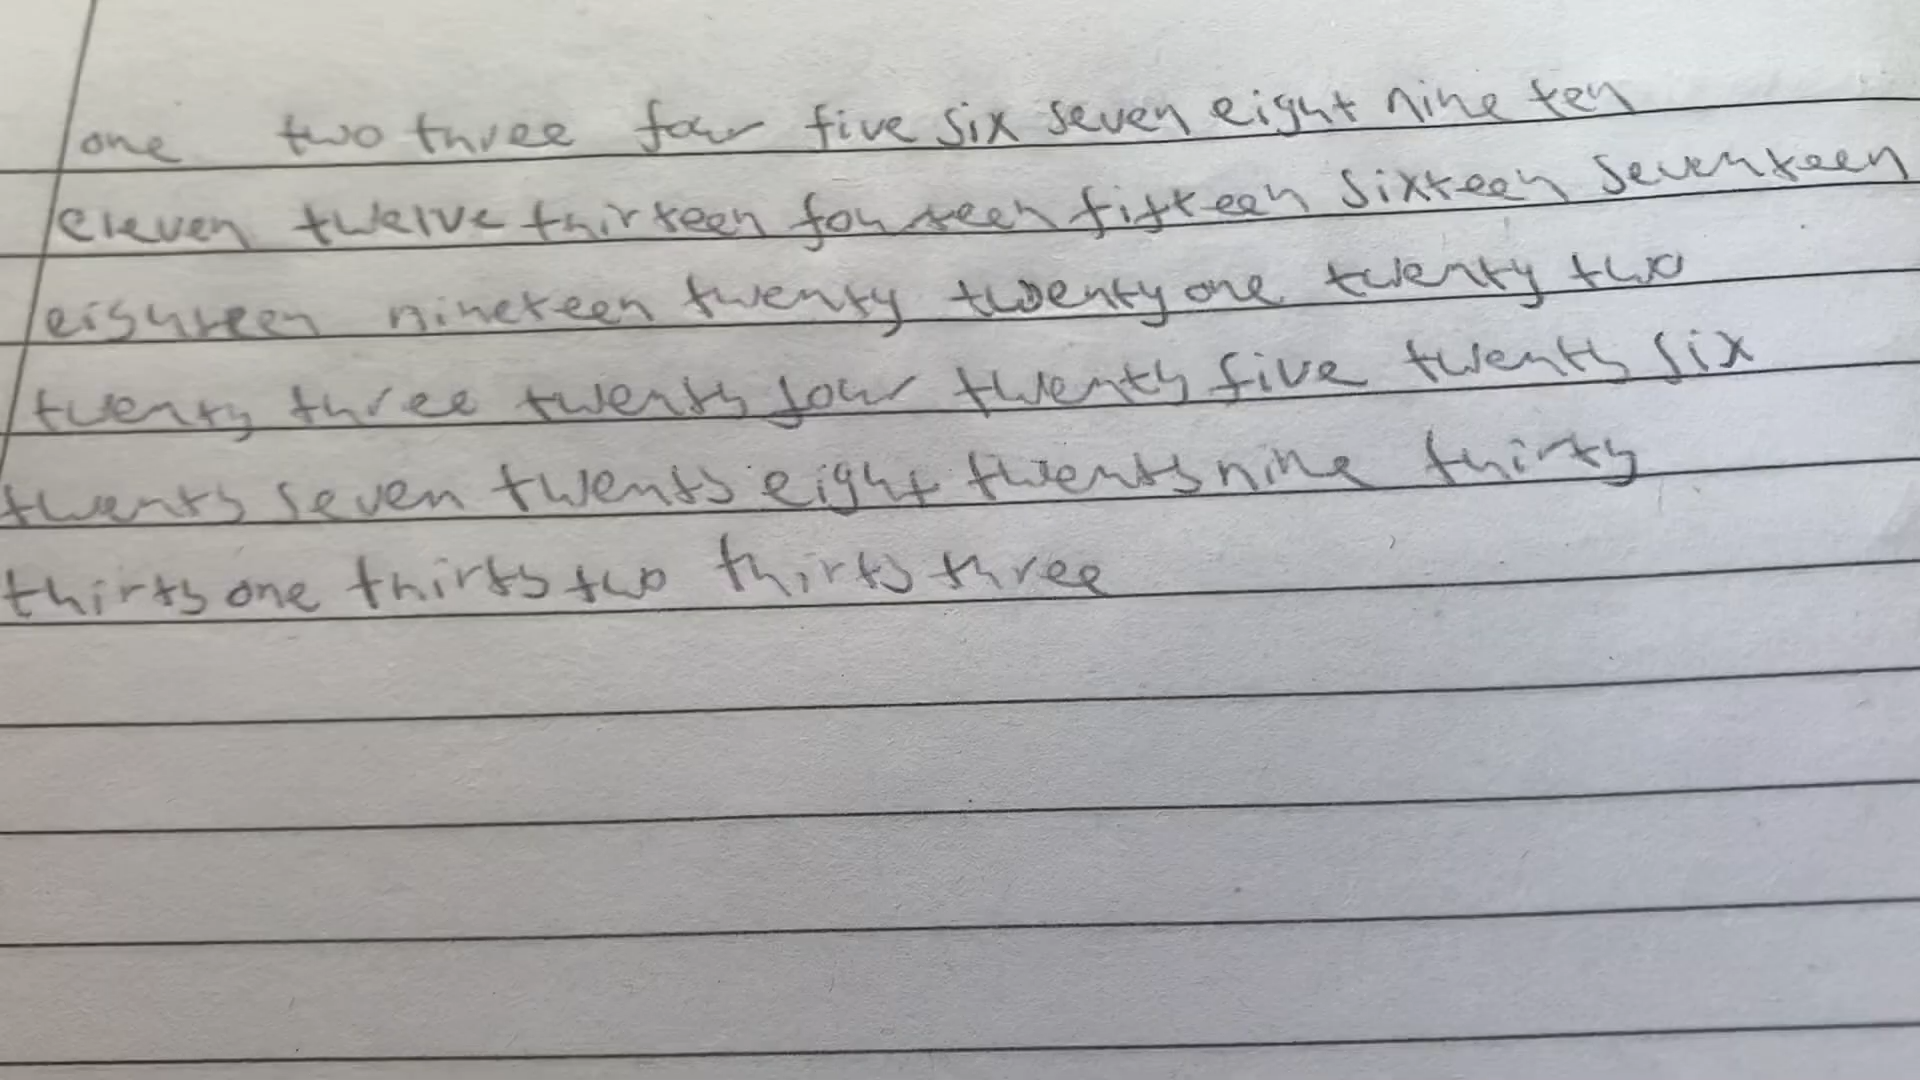 one two three four five six seven eight nine ten
eleven twelve thirteen fouteen fifteen sixteen seventeen
eighteen nineteen twenty twenty one twenty two
twenty three twenty four twenty five twenty six
twenty seven twenty eight twenty nine thirty
thirty one thirty two thirty three